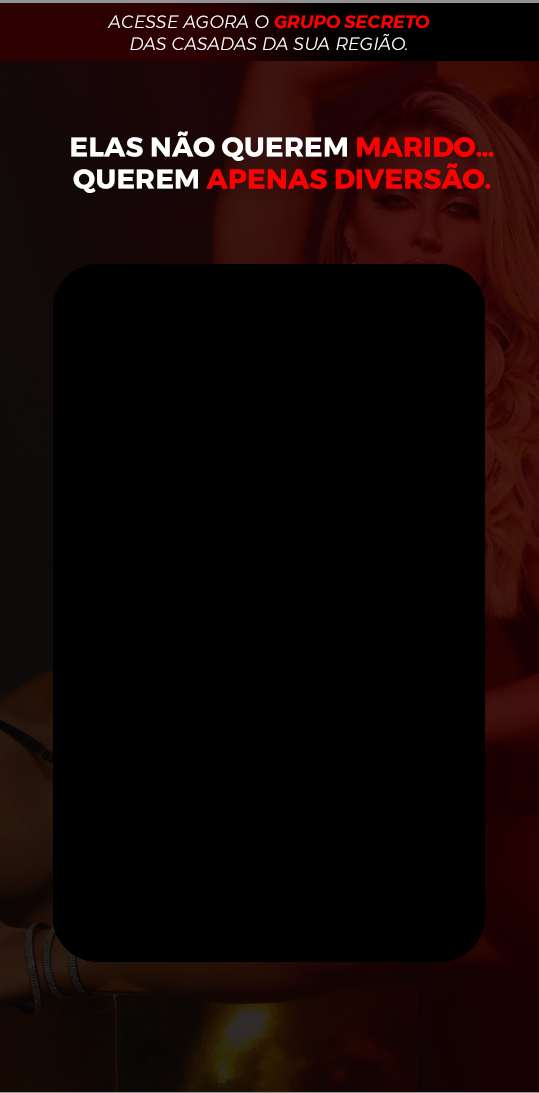 ACESSE AGORA O GRUPO SECRETO
DAS CASADAS DA SUA REGIÃO.
ELAS NÃO QUEREM MARIDO...
QUEREM APENAS DIVERSÃO.